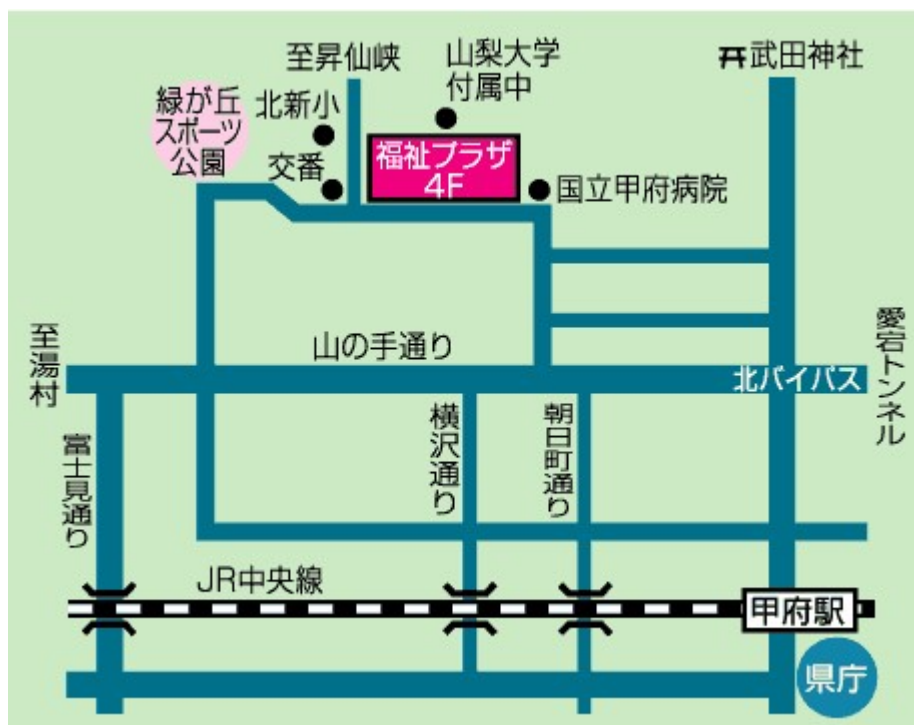 至昇仙峡
山梨大学
付属中
武田神社
緑が丘
スポーツ
公園
北新小
交番
福祉プラザ
4F
国立甲府病院
至湯村
山の手通り
北バイパス
愛宕トンネル
富士見通り
横沢通り
朝日町通り
JR中央線
甲府駅
県庁